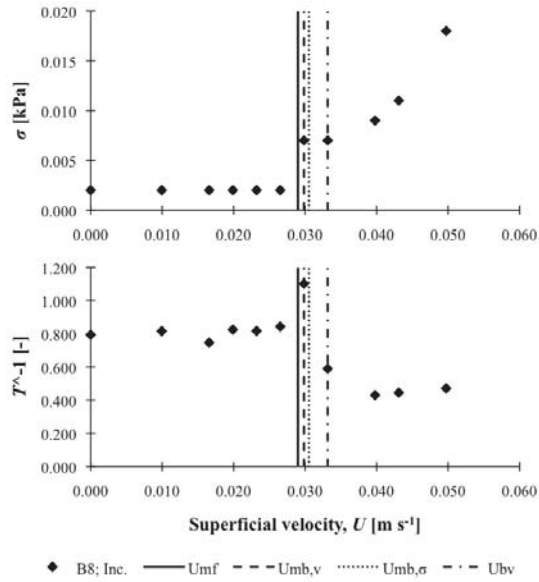 0.020
0.015
0.010
0.005
0.000
σ [kPa]
0.000 0.010 0.020 0.030 0.040 0.050 0.060
1.200
1.000
0.800
0.600
0.400
0.200
0.000
T^-1 [-]
0.000 0.010 0.020 0.030 0.040 0.050 0.060
Superficial velocity, U [m s-1]
B8; Inc. Umf Umb,v Umb,σ Ubv